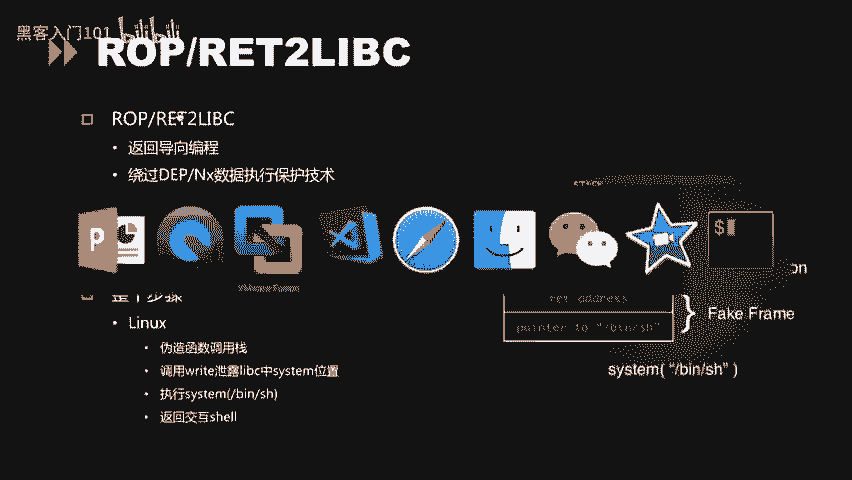 黑客入门101 bilibili
ROP/RET2LIBC
ROP/RET2LIBC
返回导向编程
绕过DEP/Nx数据执行保护技术
P
$
on
整个步骤
ret address
Linux
pointer to "/bin/sh"
} Fake Frame
伪造函数调用栈
调用write泄露libc中system位置
system( "/bin/sh" )
执行system(/bin/sh)
返回交互shell